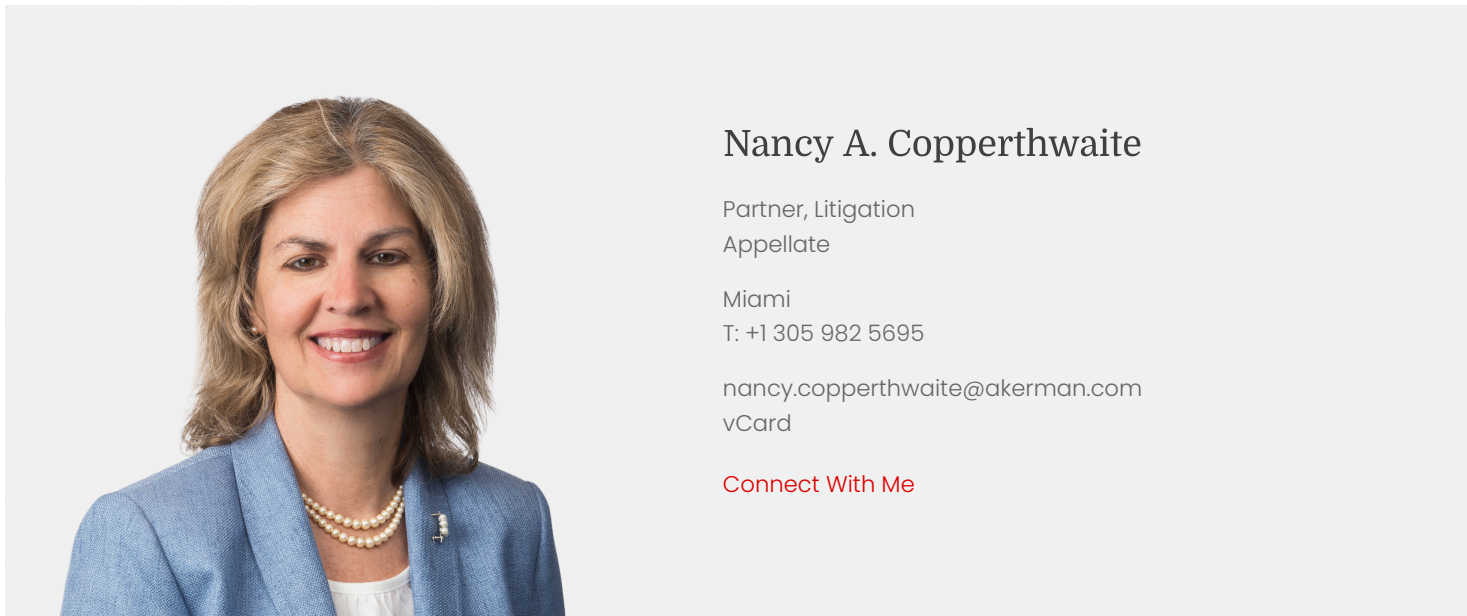 Nancy A. Copperthwaite
Partner, Litigation
Appellate
Miami
T: +1 305 982 5695
nancy.copperthwaite@akerman.com
vCard
Connect With Me